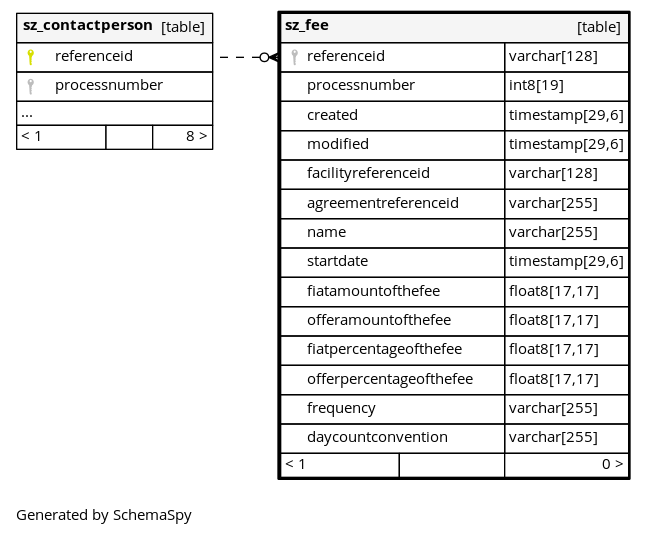 sz_contactperson [table]
referenceid
processnumber
...
< 1 8 >
sz_fee [table]
referenceid varchar[128]
processnumber int8[19]
created timestamp[29,6]
modified timestamp[29,6]
facilityreferenceid varchar[128]
agreementreferenceid varchar[255]
name varchar[255]
startdate timestamp[29,6]
fiatamountofthefee float8[17,17]
offeramountofthefee float8[17,17]
fiatpercentageofthefee float8[17,17]
offerpercentageofthefee float8[17,17]
frequency varchar[255]
daycountconvention varchar[255]
< 1 0 >
Generated by SchemaSpy